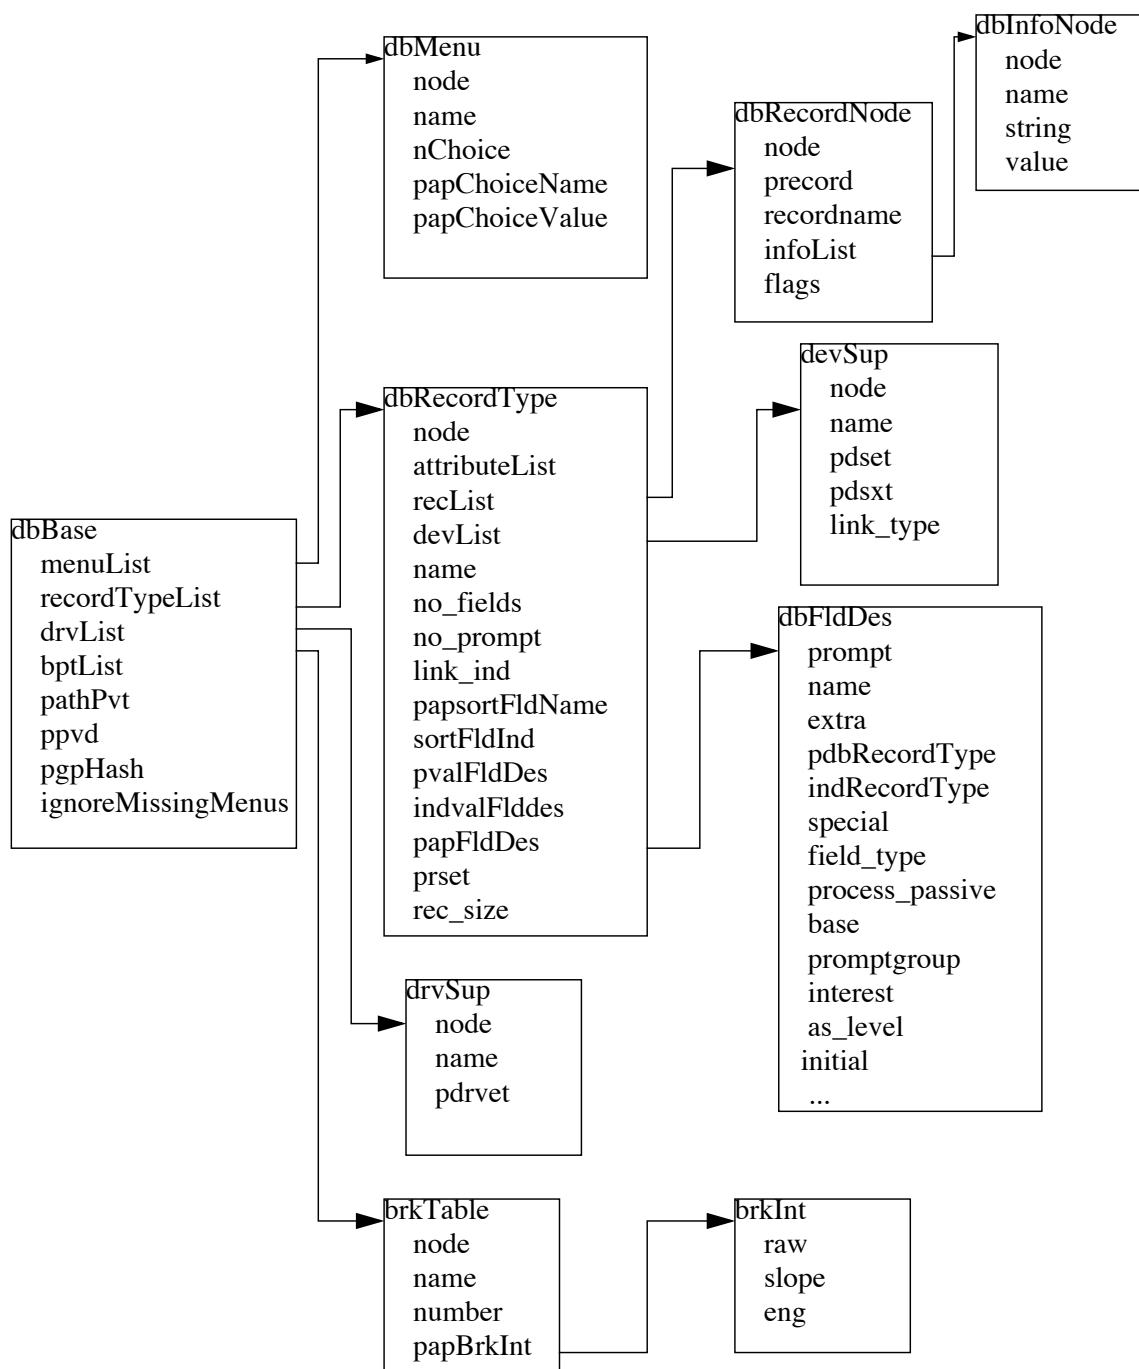 dbBase
menuList
recordTypeList
drvList
bptList
pathPvt
ppvd
pgpHash
ignoreMissingMenus
dbMenu
node
name
nChoice
papChoiceName
papChoiceValue
dbRecordType
node
attributeList
recList
devList
name
no_fields
no_prompt
link_ind
papsortFldName
sortFldInd
pvalFldDes
indvalFlddes
papFldDes
prset
rec_size
drvSup
node
name
pdrvet
brkTable
node
name
number
papBrkInt
dbRecordNode
node
precord
recordname
infoList
flags
dbInfoNode
node
name
string
value
devSup
node
name
pdset
pdsxt
link_type
dbFldDes
prompt
name
extra
pdbRecordType
indRecordType
special
field_type
process_passive
base
promptgroup
interest
as_level
initial
...
brkInt
raw
slope
eng